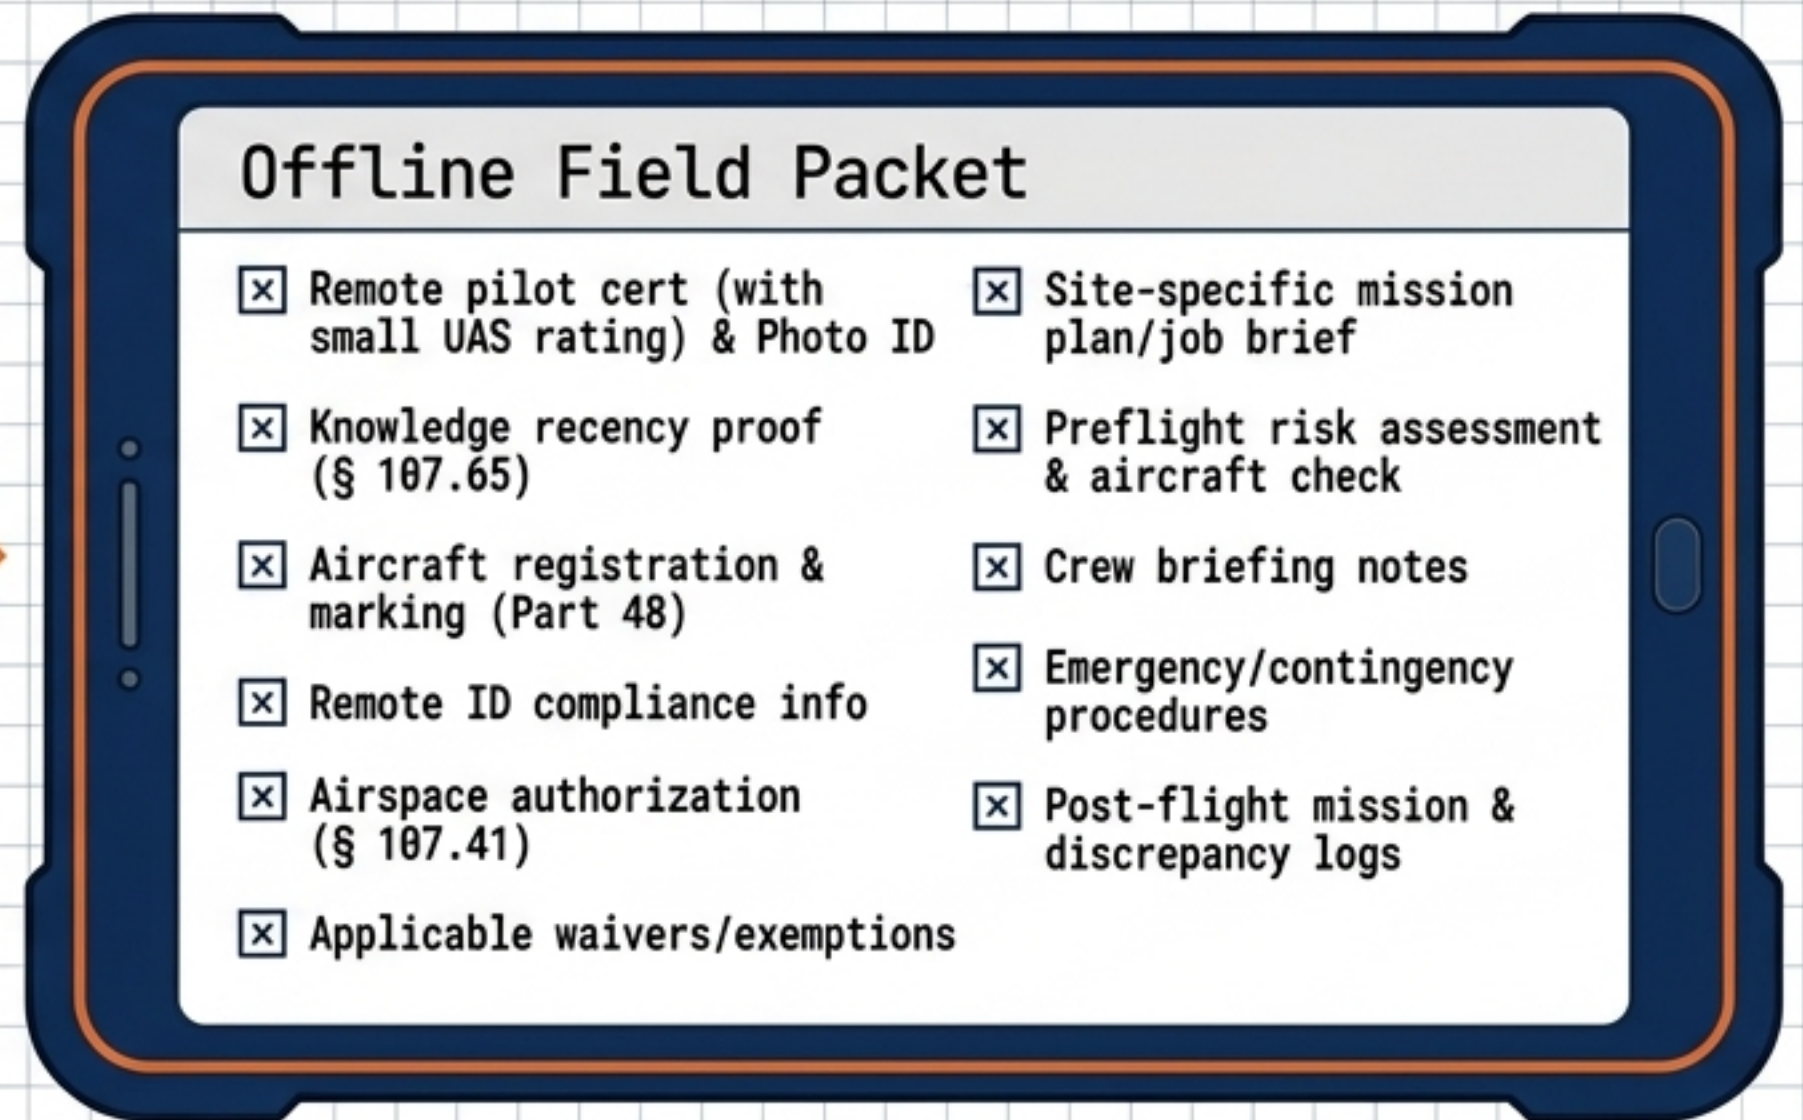 Offline Field Packet
Remote pilot cert (with
small UAS rating) & Photo ID
Knowledge recency proof
(§ 107.65)
Aircraft registration &
marking (Part 48)
Remote ID compliance info
Airspace authorization
(§ 107.41)
Applicable waivers/exemptions
Site-specific mission
plan/job brief
Preflight risk assessment
& aircraft check
Crew briefing notes
Emergency/contingency
procedures
Post-flight mission &
discrepancy logs